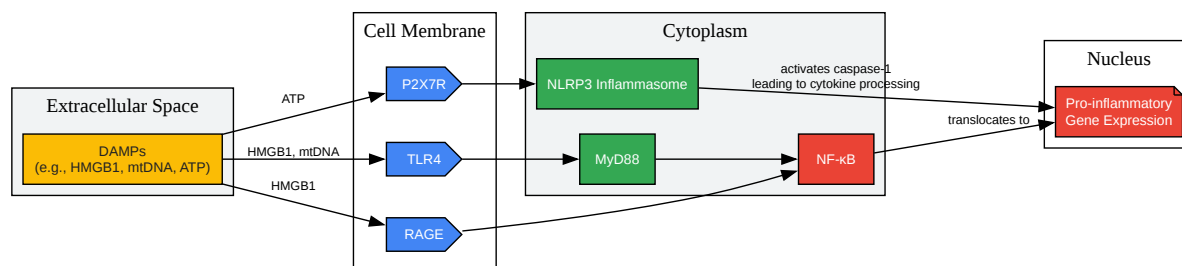 Extracellular Space
DAMPs
(e.g., HMGB1, mtDNA, ATP)
ATP
HMGB1, mtDNA
HMGB1
Cell Membrane
P2X7R
TLR4
RAGE
Cytoplasm
NLRP3 Inflammasome
MyD88
NF-κB
activates caspase-1
leading to cytokine processing
translocates to
Nucleus
Pro-inflammatory
Gene Expression